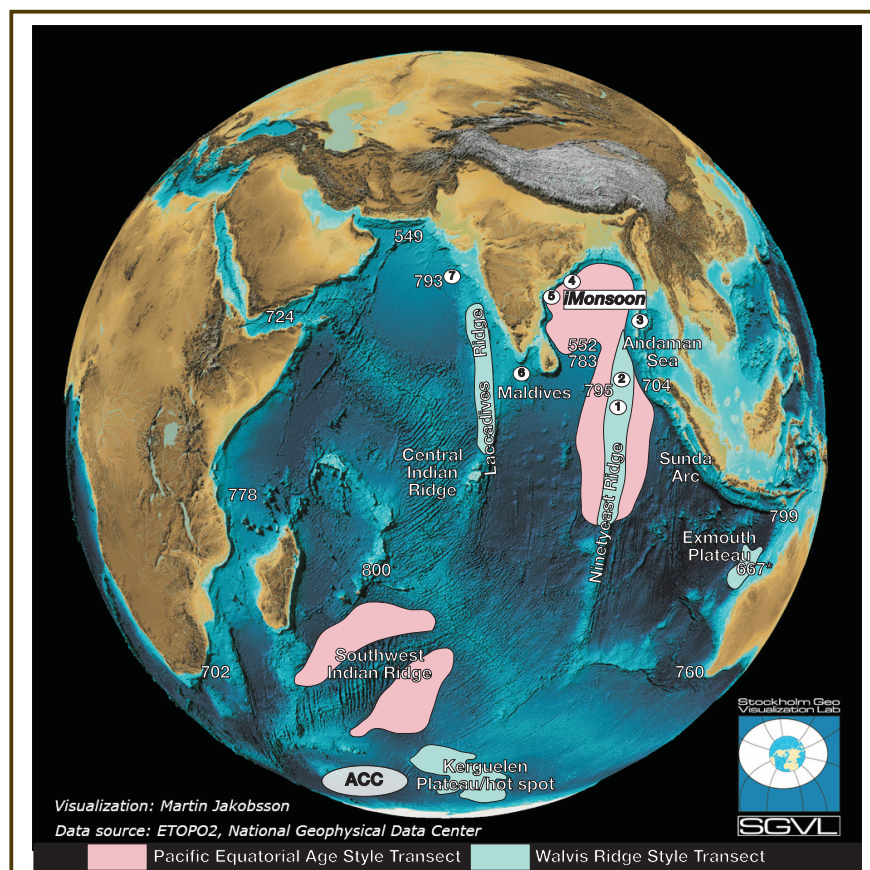 549
793
7
4
5
iMonsoon
724
3
Ridge
552
783
Andaman
Sea
6
Maldives
2
795
704
1
Laccadives
Central
Indian
Ridge
Sunda
Arc
Ninetyeast Ridge
778
799
Exmouth
Plateau
667*
800
Southwest
Indian Ridge
702
760
Stockholm Geo
Visualization Lab
ACC
Kerguelen
Plateau/hot spot
Visualization: Martin Jakobsson
Data source: ETOPO2, National Geophysical Data Center
SGVL
Pacific Equatorial Age Style Transect
Walvis Ridge Style Transect